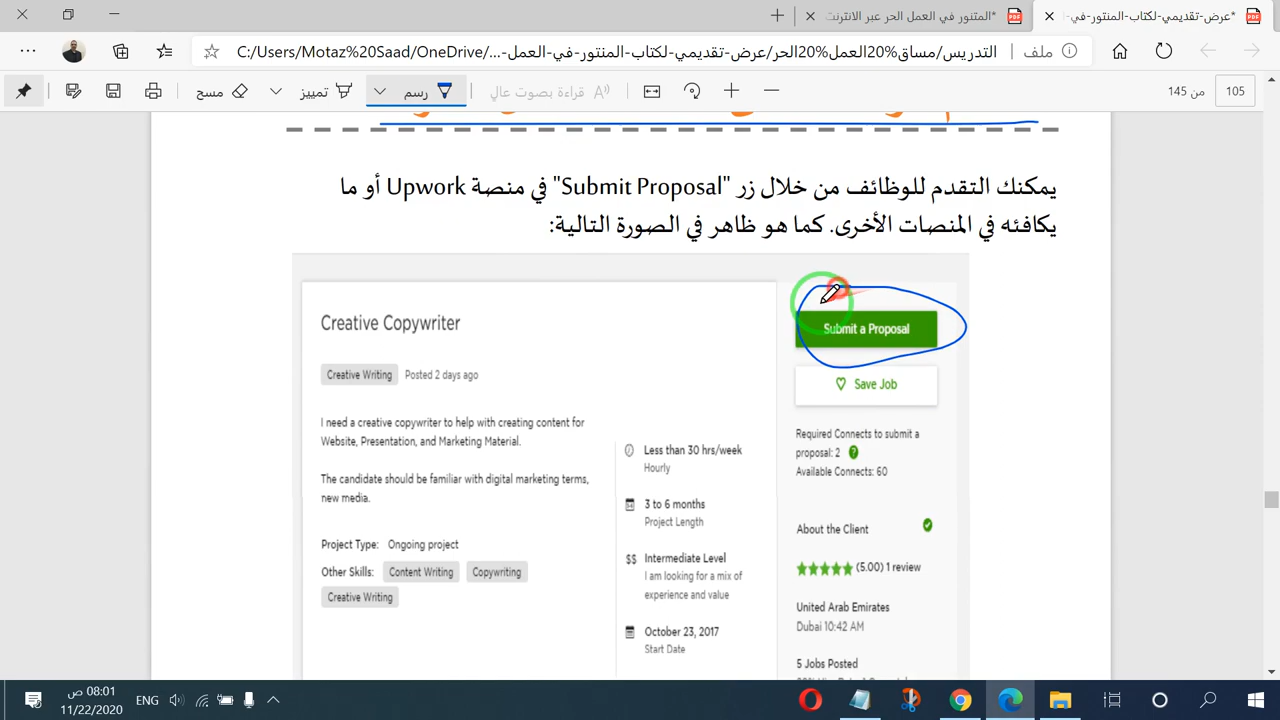 *عرض-تقديمي-لكتاب-المنتور-في-ا
*المتنور في العمل الحر عبر الانترنت
ملف
C:/Users/Motaz%20Saad/OneDrive/التدريس/مساق%20العمل%20الحر/عرض-تقديمي-لكتاب-المنتور-في-العمل-...
105
من 145
قراءة بصوت عالٍ
رسم
تمييز
مسح
يمكنك التقدم للوظائف من خلال زر "Submit Proposal" في منصة Upwork أو ما
يكافئه في المنصات الأخرى. كما هو ظاهر في الصورة التالية:
Creative Copywriter
Creative Writing
Posted 2 days ago
I need a creative copywriter to help with creating content for
Website, Presentation, and Marketing Material.
The candidate should be familiar with digital marketing terms,
new media.
Project Type: Ongoing project
Other Skills: Content Writing Copywriting
Creative Writing
Less than 30 hrs/week
Hourly
3 to 6 months
Project Length
$$ Intermediate Level
I am looking for a mix of
experience and value
October 23, 2017
Start Date
Submit a Proposal
Save Job
Required Connects to submit a
proposal: 2
Available Connects: 60
About the Client
(5.00) 1 review
United Arab Emirates
Dubai 10:42 AM
5 Jobs Posted
08:01 ص
11/22/2020
ENG